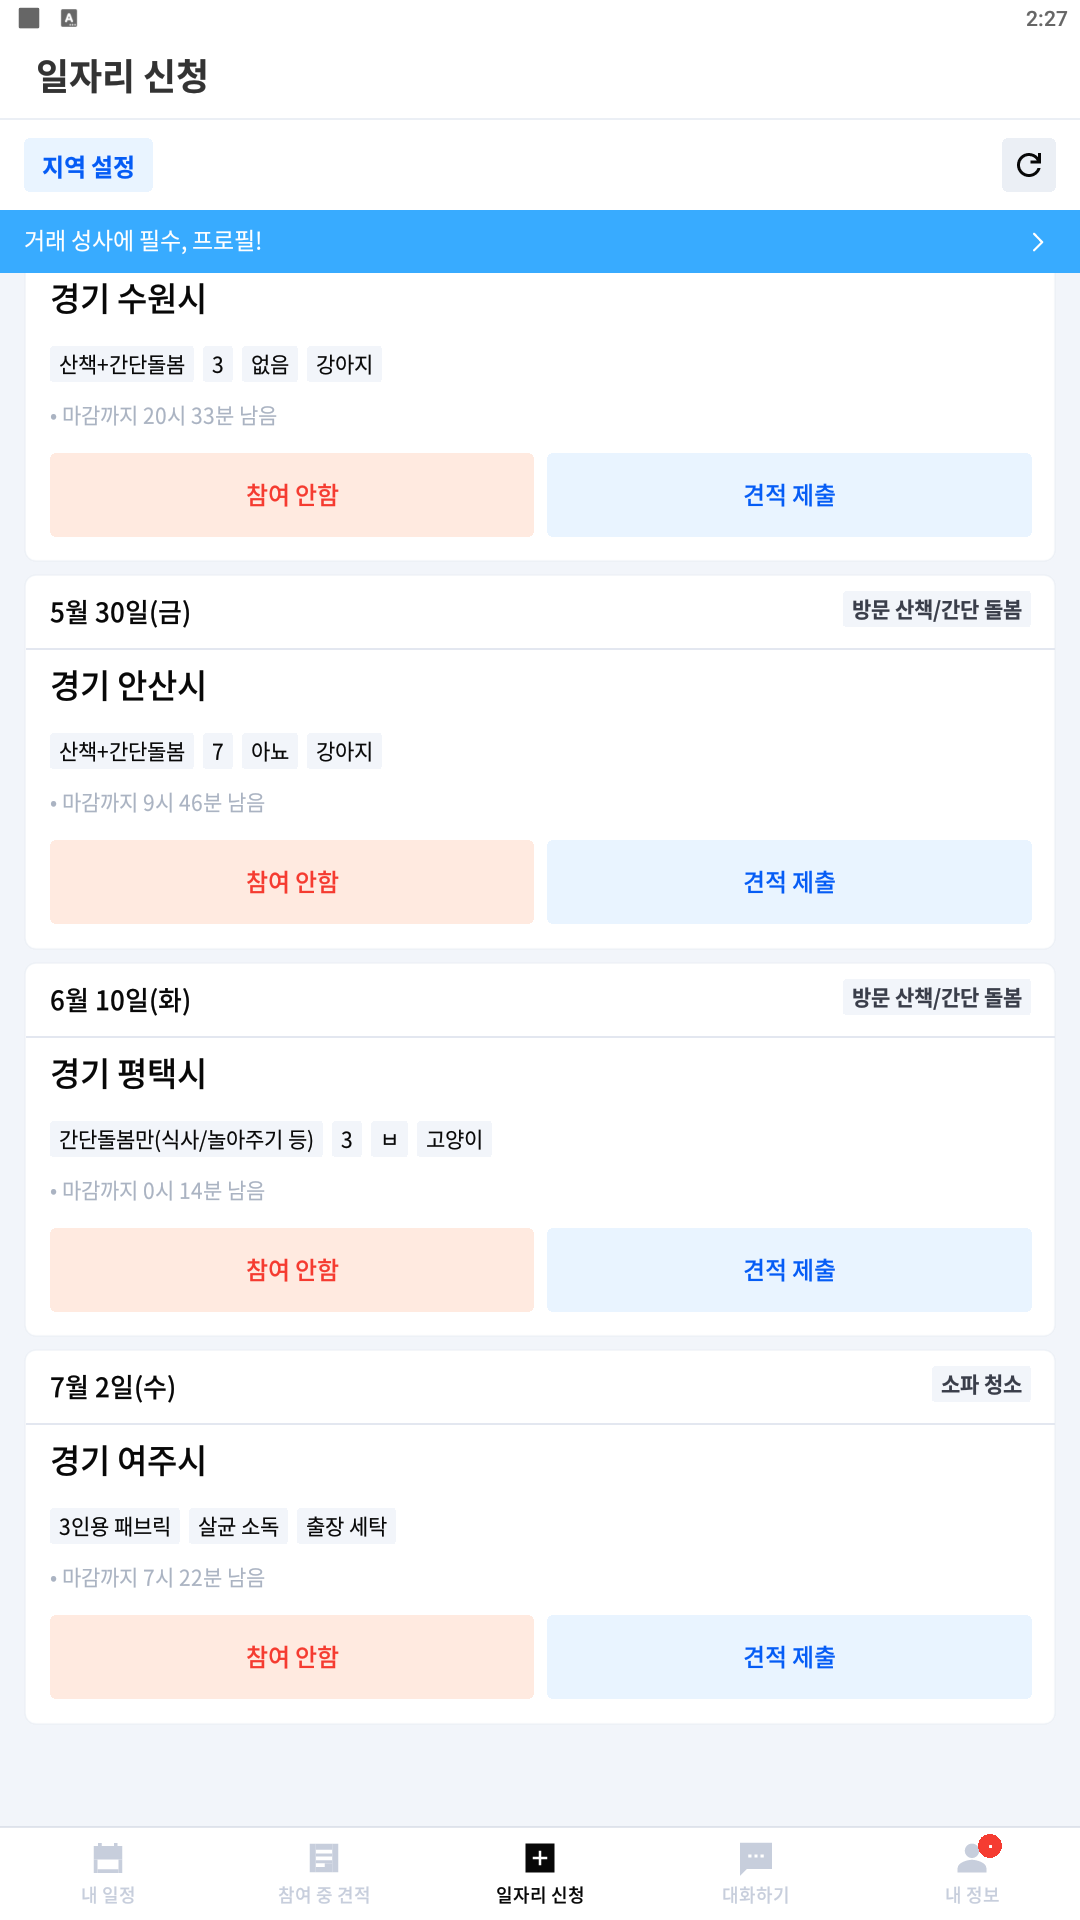 2:27
일자리 신청
지역 설정
거래 성사에 필수, 프로필!
경기 수원시
산책+간단돌봄 3 없음 강아지
• 마감까지 20시 33분 남음
참여 안함 견적 제출
5월 30일(금) 방문 산책/간단 돌봄
경기 안산시
산책+간단돌봄 7 아뇨 강아지
• 마감까지 9시 46분 남음
참여 안함 견적 제출
6월 10일(화) 방문 산책/간단 돌봄
경기 평택시
간단돌봄만(식사/놀아주기 등) 3 ㅂ 고양이
• 마감까지 0시 14분 남음
참여 안함 견적 제출
7월 2일(수) 소파 청소
경기 여주시
3인용 패브릭 살균 소독 출장 세탁
• 마감까지 7시 22분 남음
참여 안함 견적 제출
내 일정 참여 중 견적 일자리 신청 대화하기 내 정보